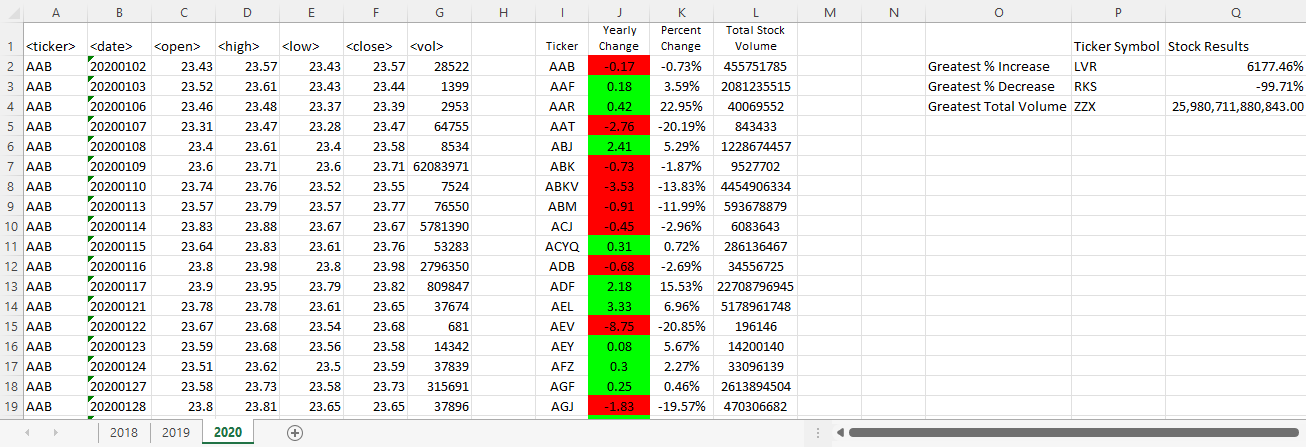 A B C D E F G H I J K L M N O P Q
Yearly Percent Total Stock
1 <ticker> <date> <open> <high> <low> <close> <vol> Ticker Change Change Volume Ticker Symbol Stock Results
2 AAB 20200102 23.43 23.57 23.43 23.57 28522 AAB -0.17 -0.73% 455751785 Greatest % Increase LVR 6177.46%
3 AAB 20200103 23.52 23.61 23.43 23.44 1399 AAF 0.18 3.59% 2081235515 Greatest % Decrease RKS -99.71%
4 AAB 20200106 23.46 23.48 23.37 23.39 2953 AAR 0.42 22.95% 40069552 Greatest Total Volume ZZX 25,980,711,880,843.00
5 AAB 20200107 23.31 23.47 23.28 23.47 64755 AAT -2.76 -20.19% 843433
6 AAB 20200108 23.4 23.61 23.4 23.58 8534 ABJ 2.41 5.29% 1228674457
7 AAB 20200109 23.6 23.71 23.6 23.71 62083971 ABK -0.73 -1.87% 9527702
8 AAB 20200110 23.74 23.76 23.52 23.55 7524 ABKV -3.53 -13.83% 4454906334
9 AAB 20200113 23.57 23.79 23.57 23.77 76550 ABM -0.91 -11.99% 593678879
10 AAB 20200114 23.83 23.88 23.67 23.67 5781390 ACJ -0.45 -2.96% 6083643
11 AAB 20200115 23.64 23.83 23.61 23.76 53283 ACYQ 0.31 0.72% 286136467
12 AAB 20200116 23.8 23.98 23.8 23.98 2796350 ADB -0.68 -2.69% 34556725
13 AAB 20200117 23.9 23.95 23.79 23.82 809847 ADF 2.18 15.53% 22708796945
14 AAB 20200121 23.78 23.78 23.61 23.65 37674 AEL 3.33 6.96% 5178961748
15 AAB 20200122 23.67 23.68 23.54 23.68 681 AEV -8.75 -20.85% 196146
16 AAB 20200123 23.59 23.68 23.56 23.58 14342 AEY 0.08 5.67% 14200140
17 AAB 20200124 23.51 23.62 23.5 23.59 37839 AFZ 0.3 2.27% 33096139
18 AAB 20200127 23.58 23.73 23.58 23.73 315691 AGF 0.25 0.46% 2613894504
19 AAB 20200128 23.8 23.81 23.65 23.65 37896 AGJ -1.83 -19.57% 470306682
2018 2019 2020